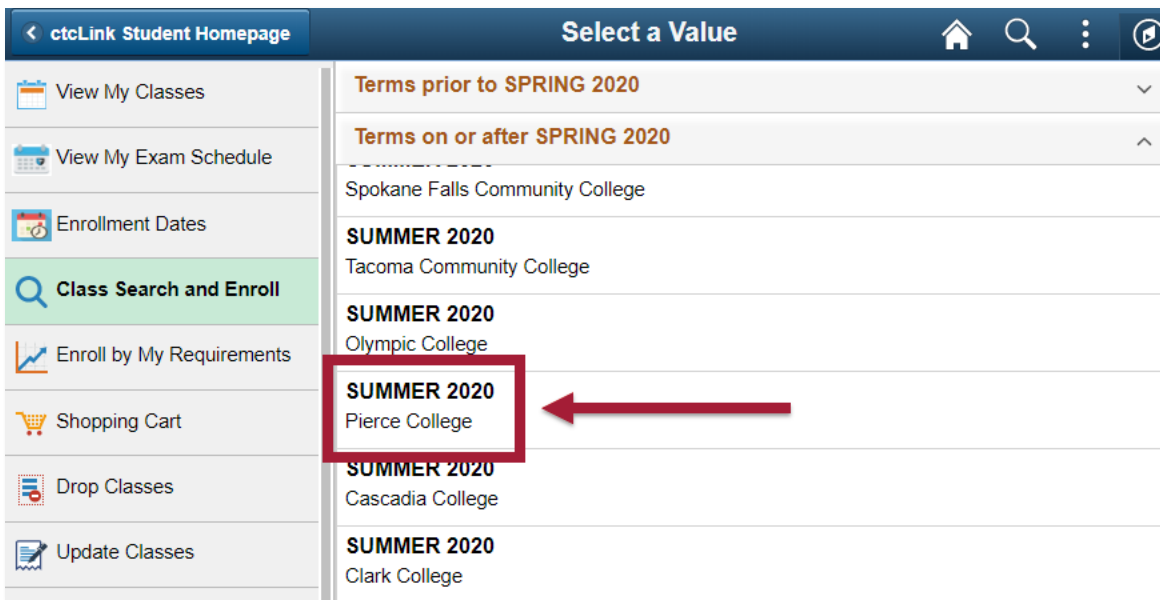 ctcLink Student Homepage
Select a Value
View My Classes
View My Exam Schedule
Enrollment Dates
Class Search and Enroll
Enroll by My Requirements
Shopping Cart
Drop Classes
Update Classes
Terms prior to SPRING 2020
Terms on or after SPRING 2020
Spokane Falls Community College
SUMMER 2020
Tacoma Community College
SUMMER 2020
Olympic College
SUMMER 2020
Pierce College
SUMMER 2020
Cascadia College
SUMMER 2020
Clark College